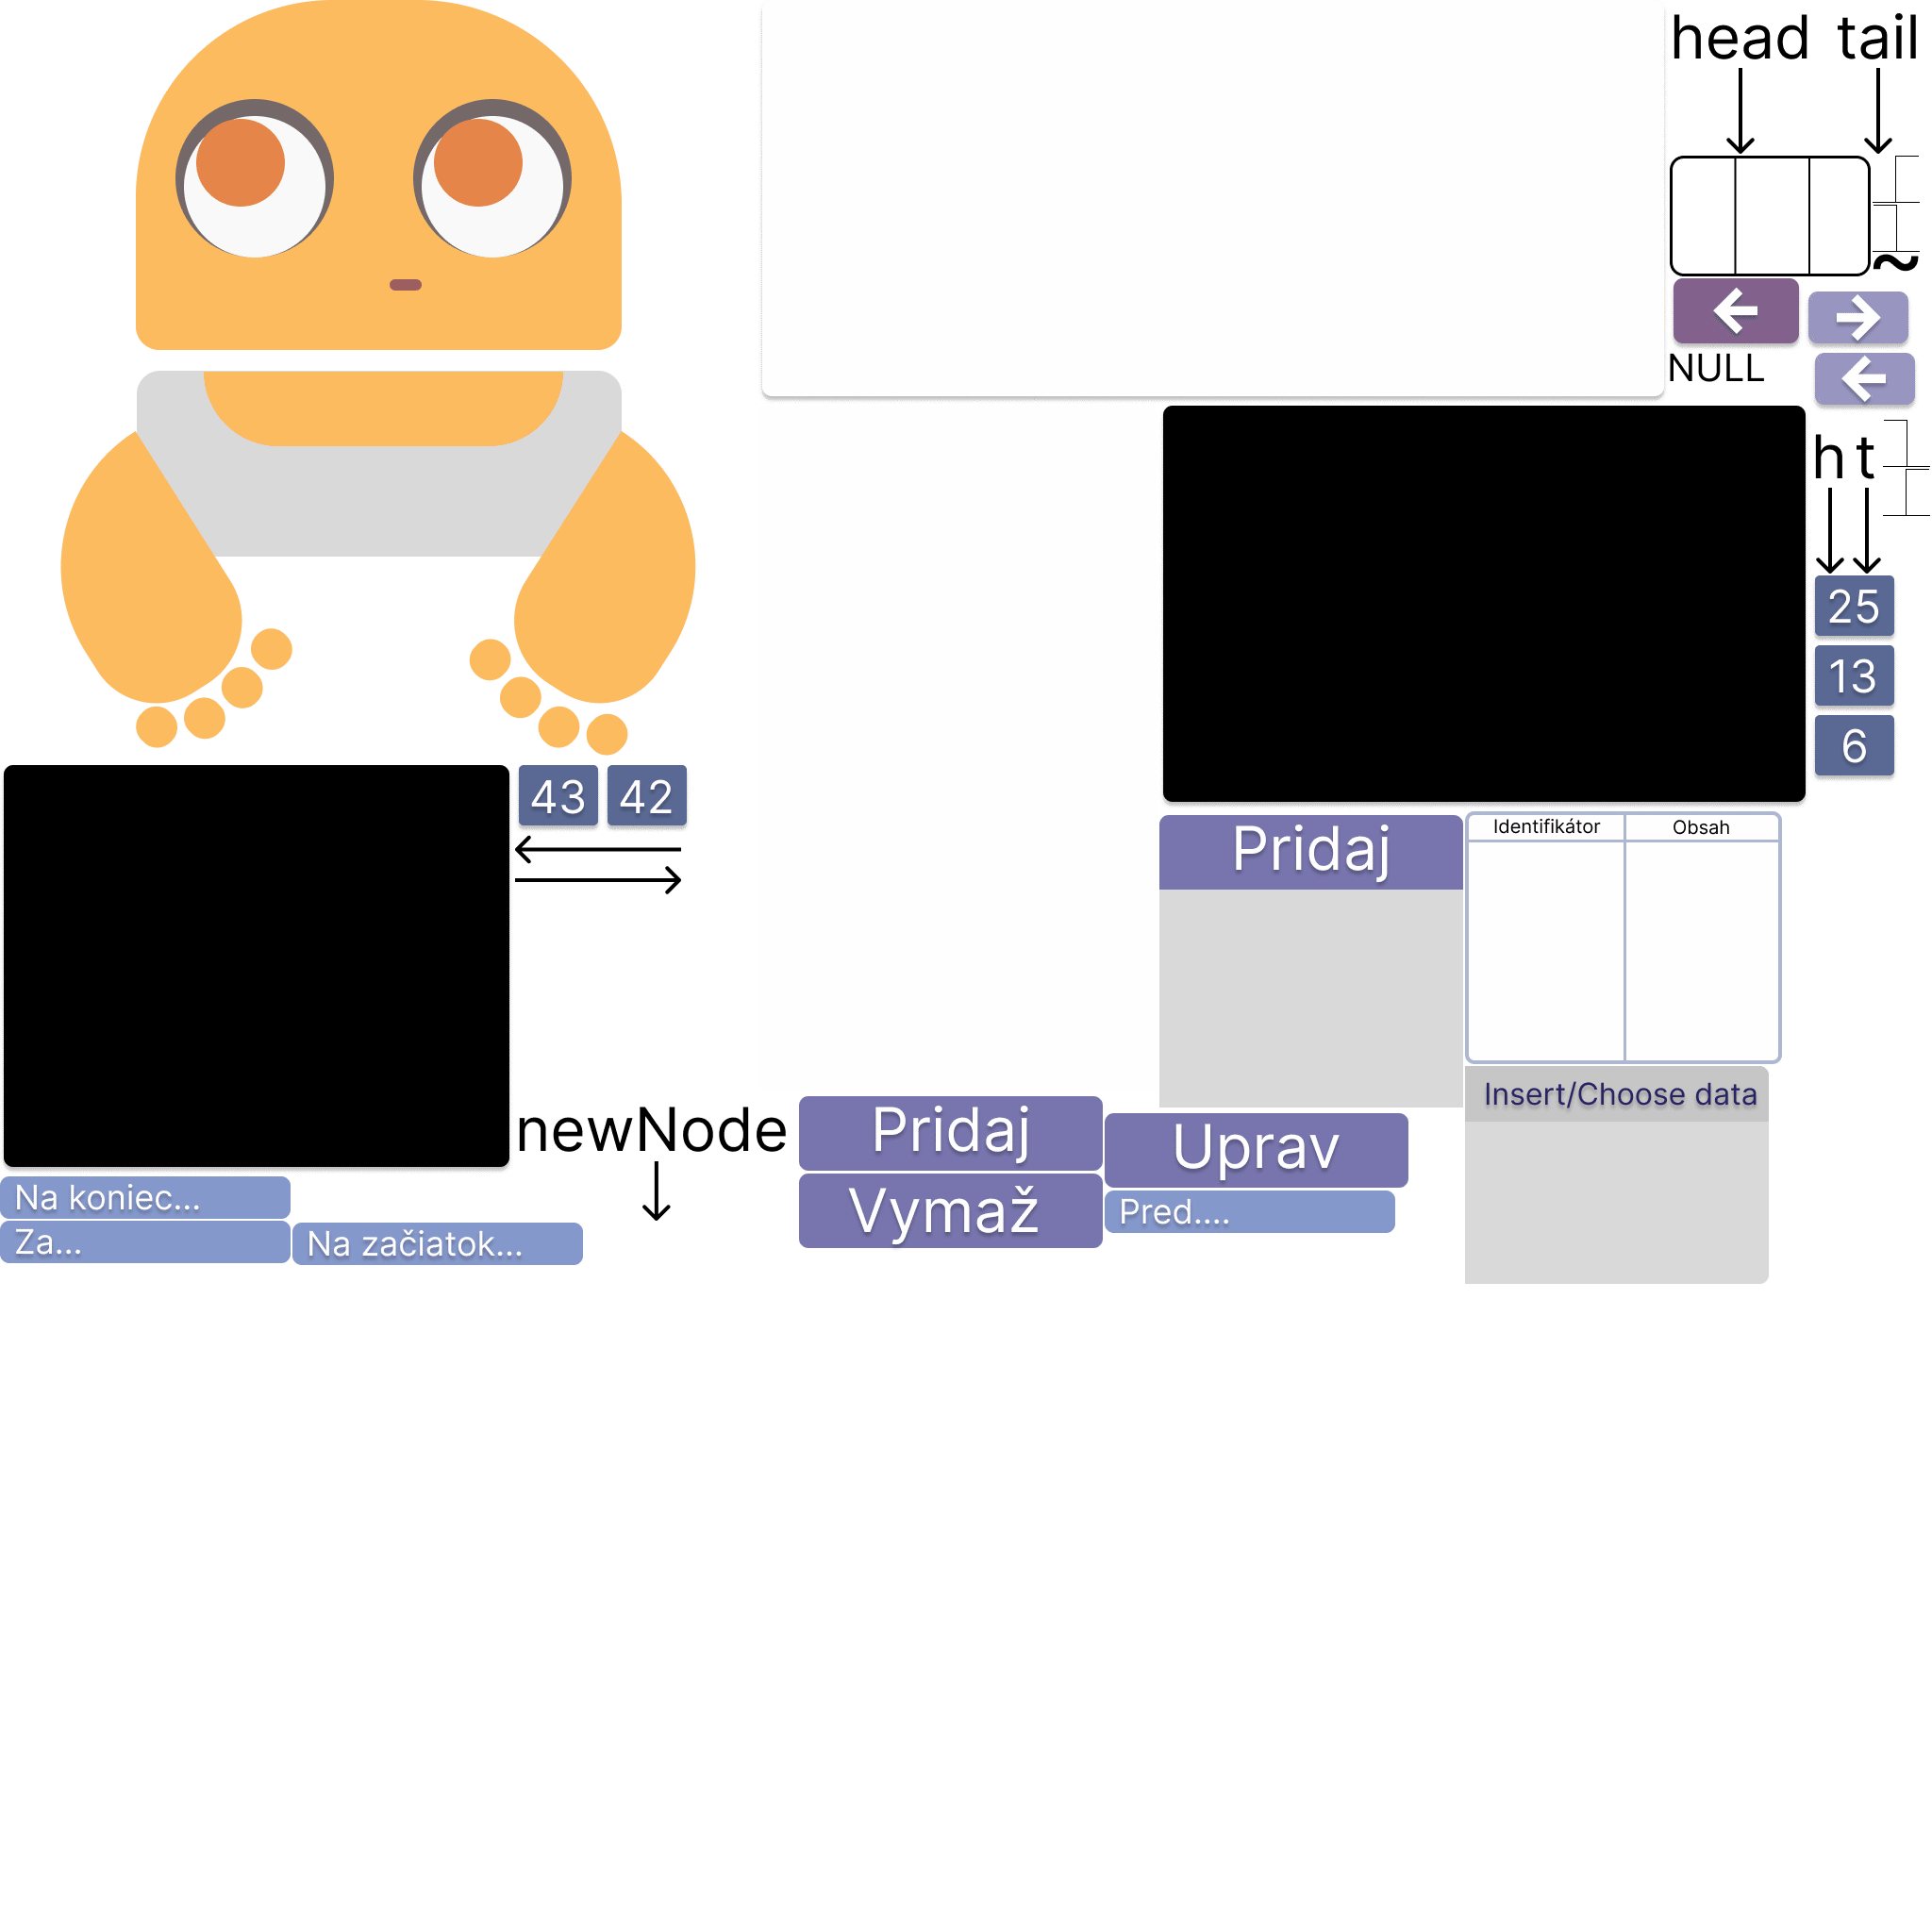 head tail
NULL
h t
25
13
6
43 42
Pridaj
Identifikátor Obsah
Insert/Choose data
newNode
Pridaj
Uprav
Vymaž
Pred....
Na koniec...
Za...
Na začiatok...